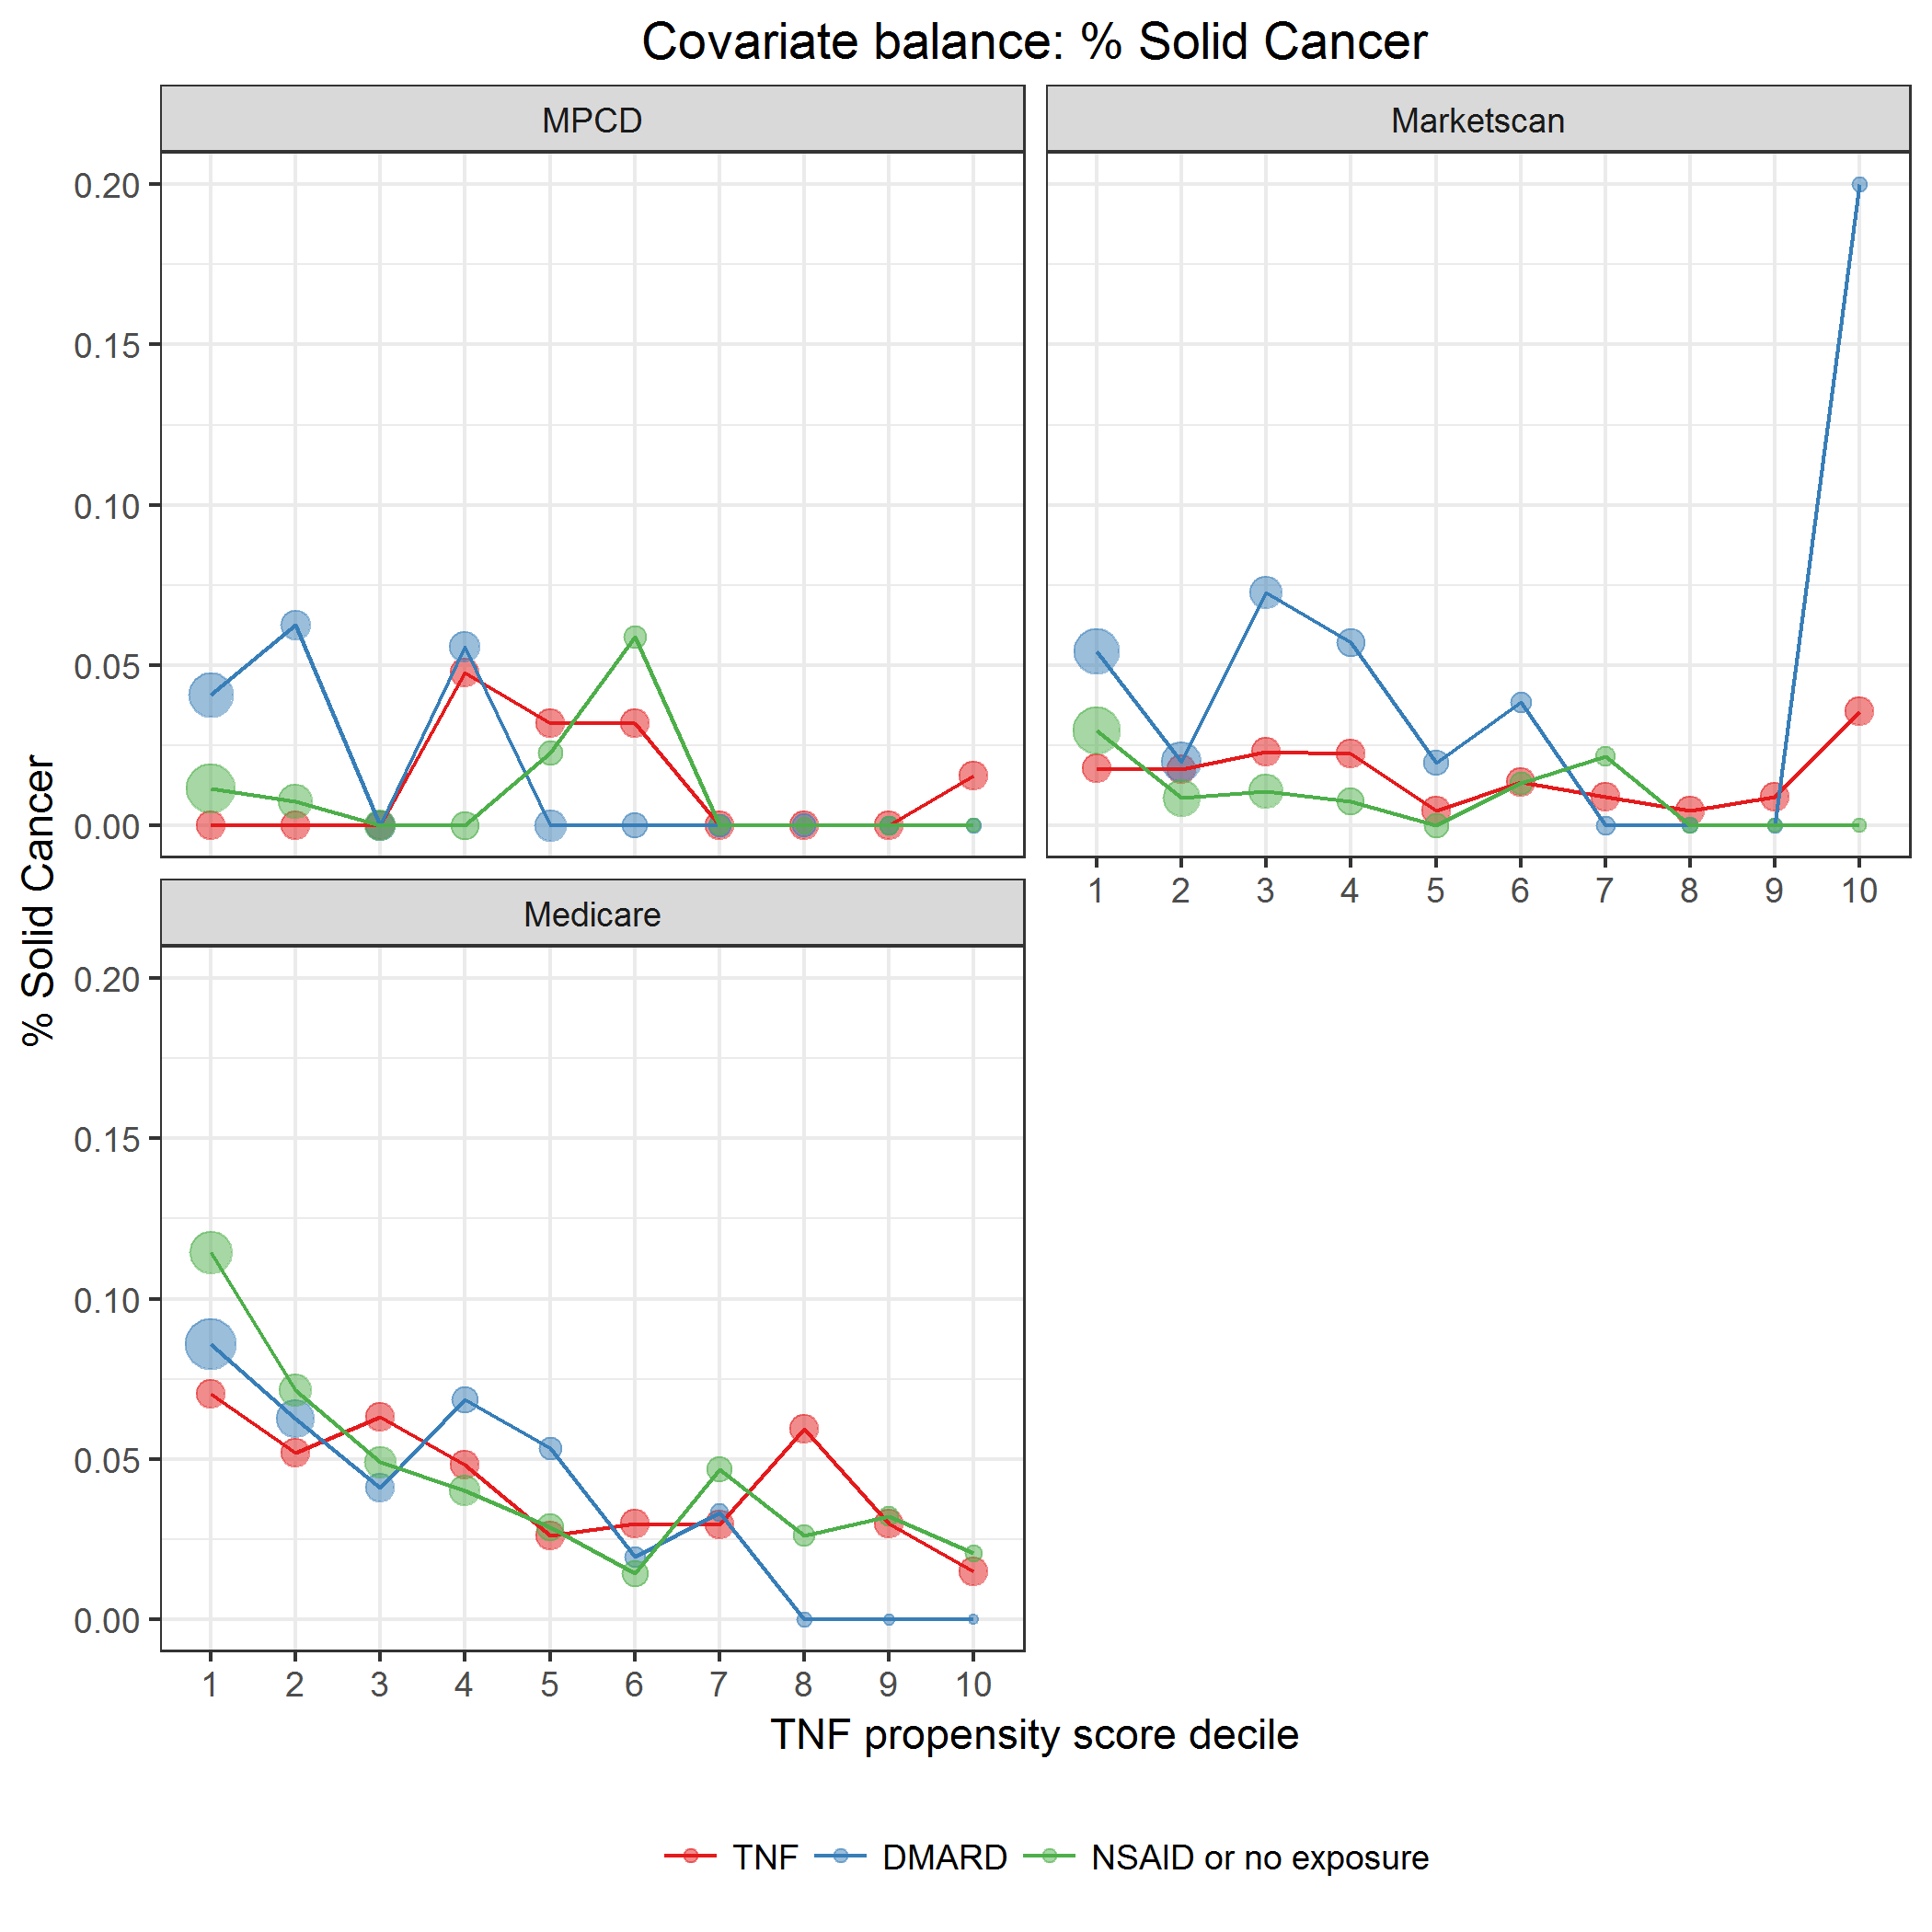 Covariate balance: % Solid Cancer
MPCD
Marketscan
0.20
0.15
0.10
0.05
0.00
1 2 3 4 5 6 7 8 9 10
Medicare
0.20
0.15
0.10
0.05
0.00
1 2 3 4 5 6 7 8 9 10
% Solid Cancer
TNF propensity score decile
TNF DMARD NSAID or no exposure